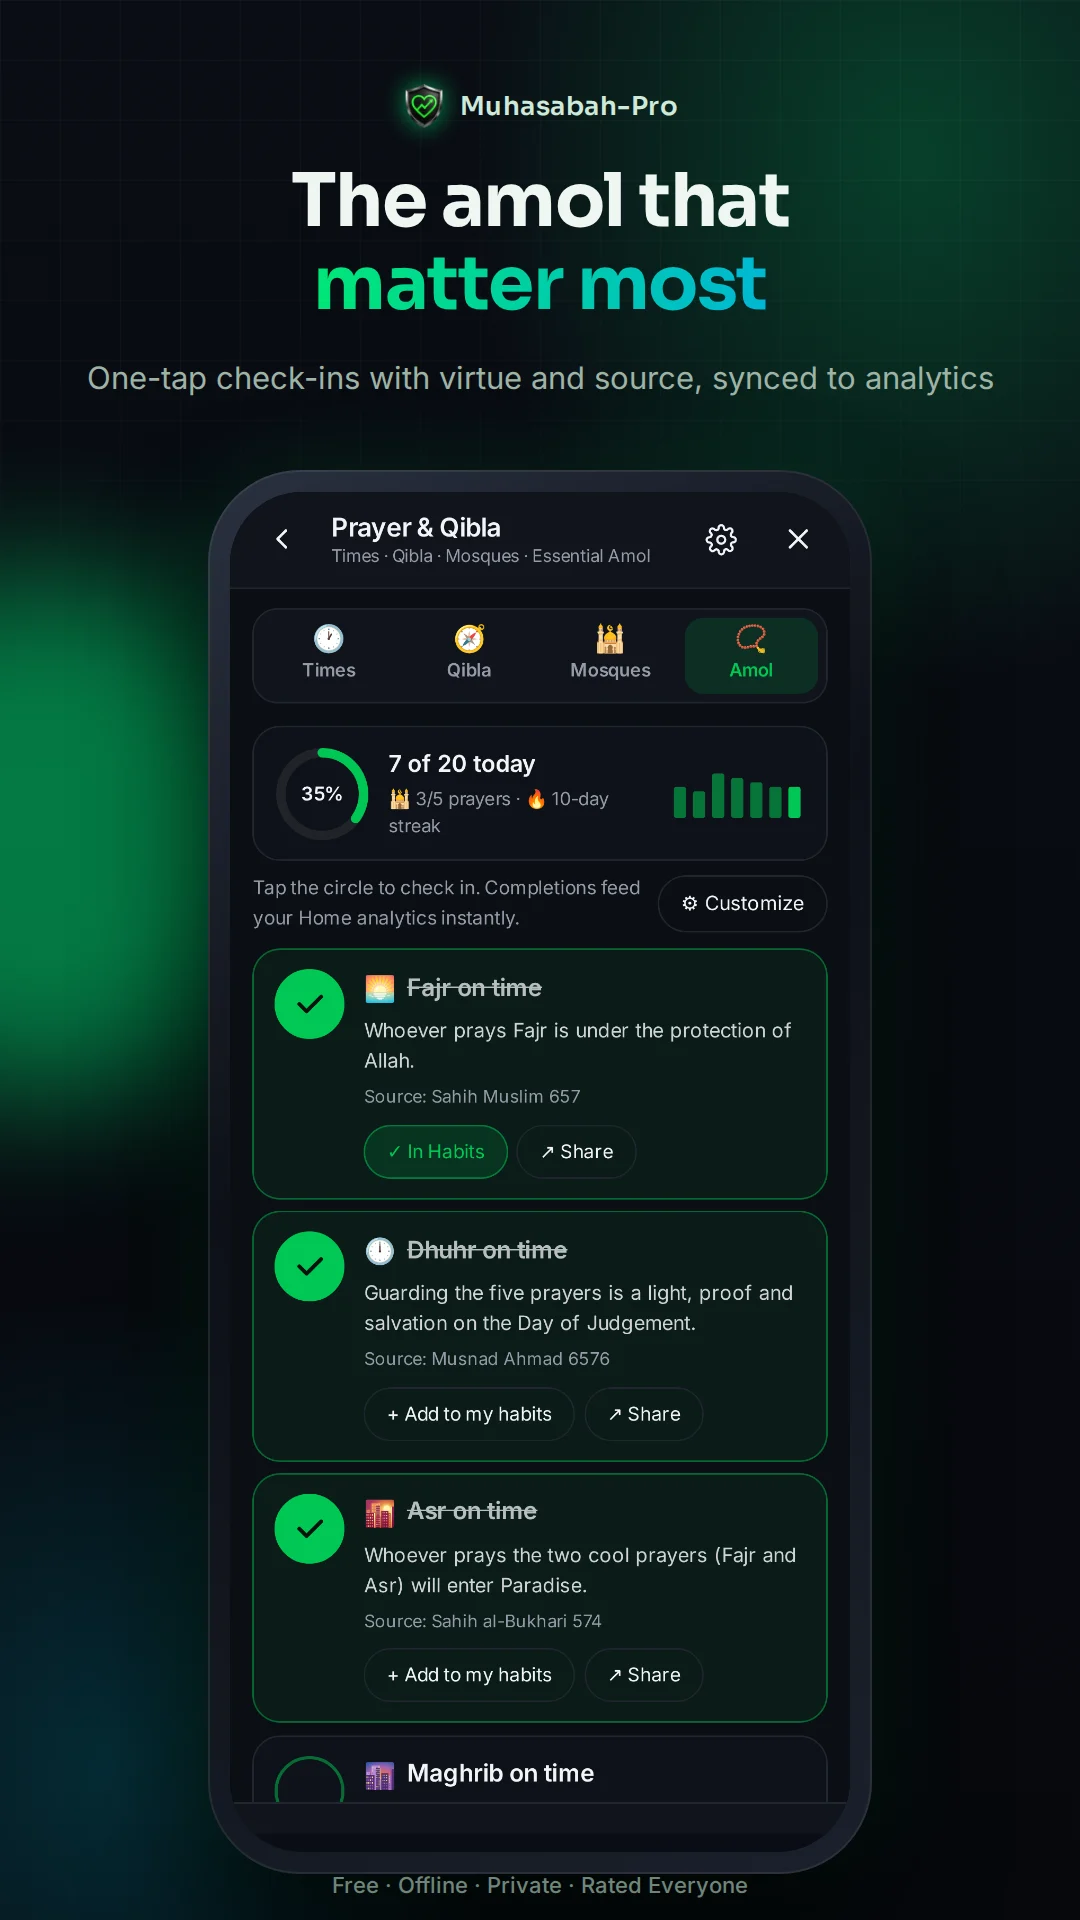 Muhasabah-Pro
The amol that
matter most
One-tap check-ins with virtue and source, synced to analytics
Prayer & Qibla
Times · Qibla · Mosques · Essential Amol
Times
Qibla
Mosques
Amol
35%
7 of 20 today
🕌 3/5 prayers · 🔥 10-day
streak
Tap the circle to check in. Completions feed
your Home analytics instantly.
⚙ Customize
Fajr on time
Whoever prays Fajr is under the protection of
Allah.
Source: Sahih Muslim 657
✓ In Habits
↗ Share
Dhuhr on time
Guarding the five prayers is a light, proof and
salvation on the Day of Judgement.
Source: Musnad Ahmad 6576
+ Add to my habits
↗ Share
Asr on time
Whoever prays the two cool prayers (Fajr and
Asr) will enter Paradise.
Source: Sahih al-Bukhari 574
+ Add to my habits
↗ Share
Maghrib on time
Free · Offline · Private · Rated Everyone